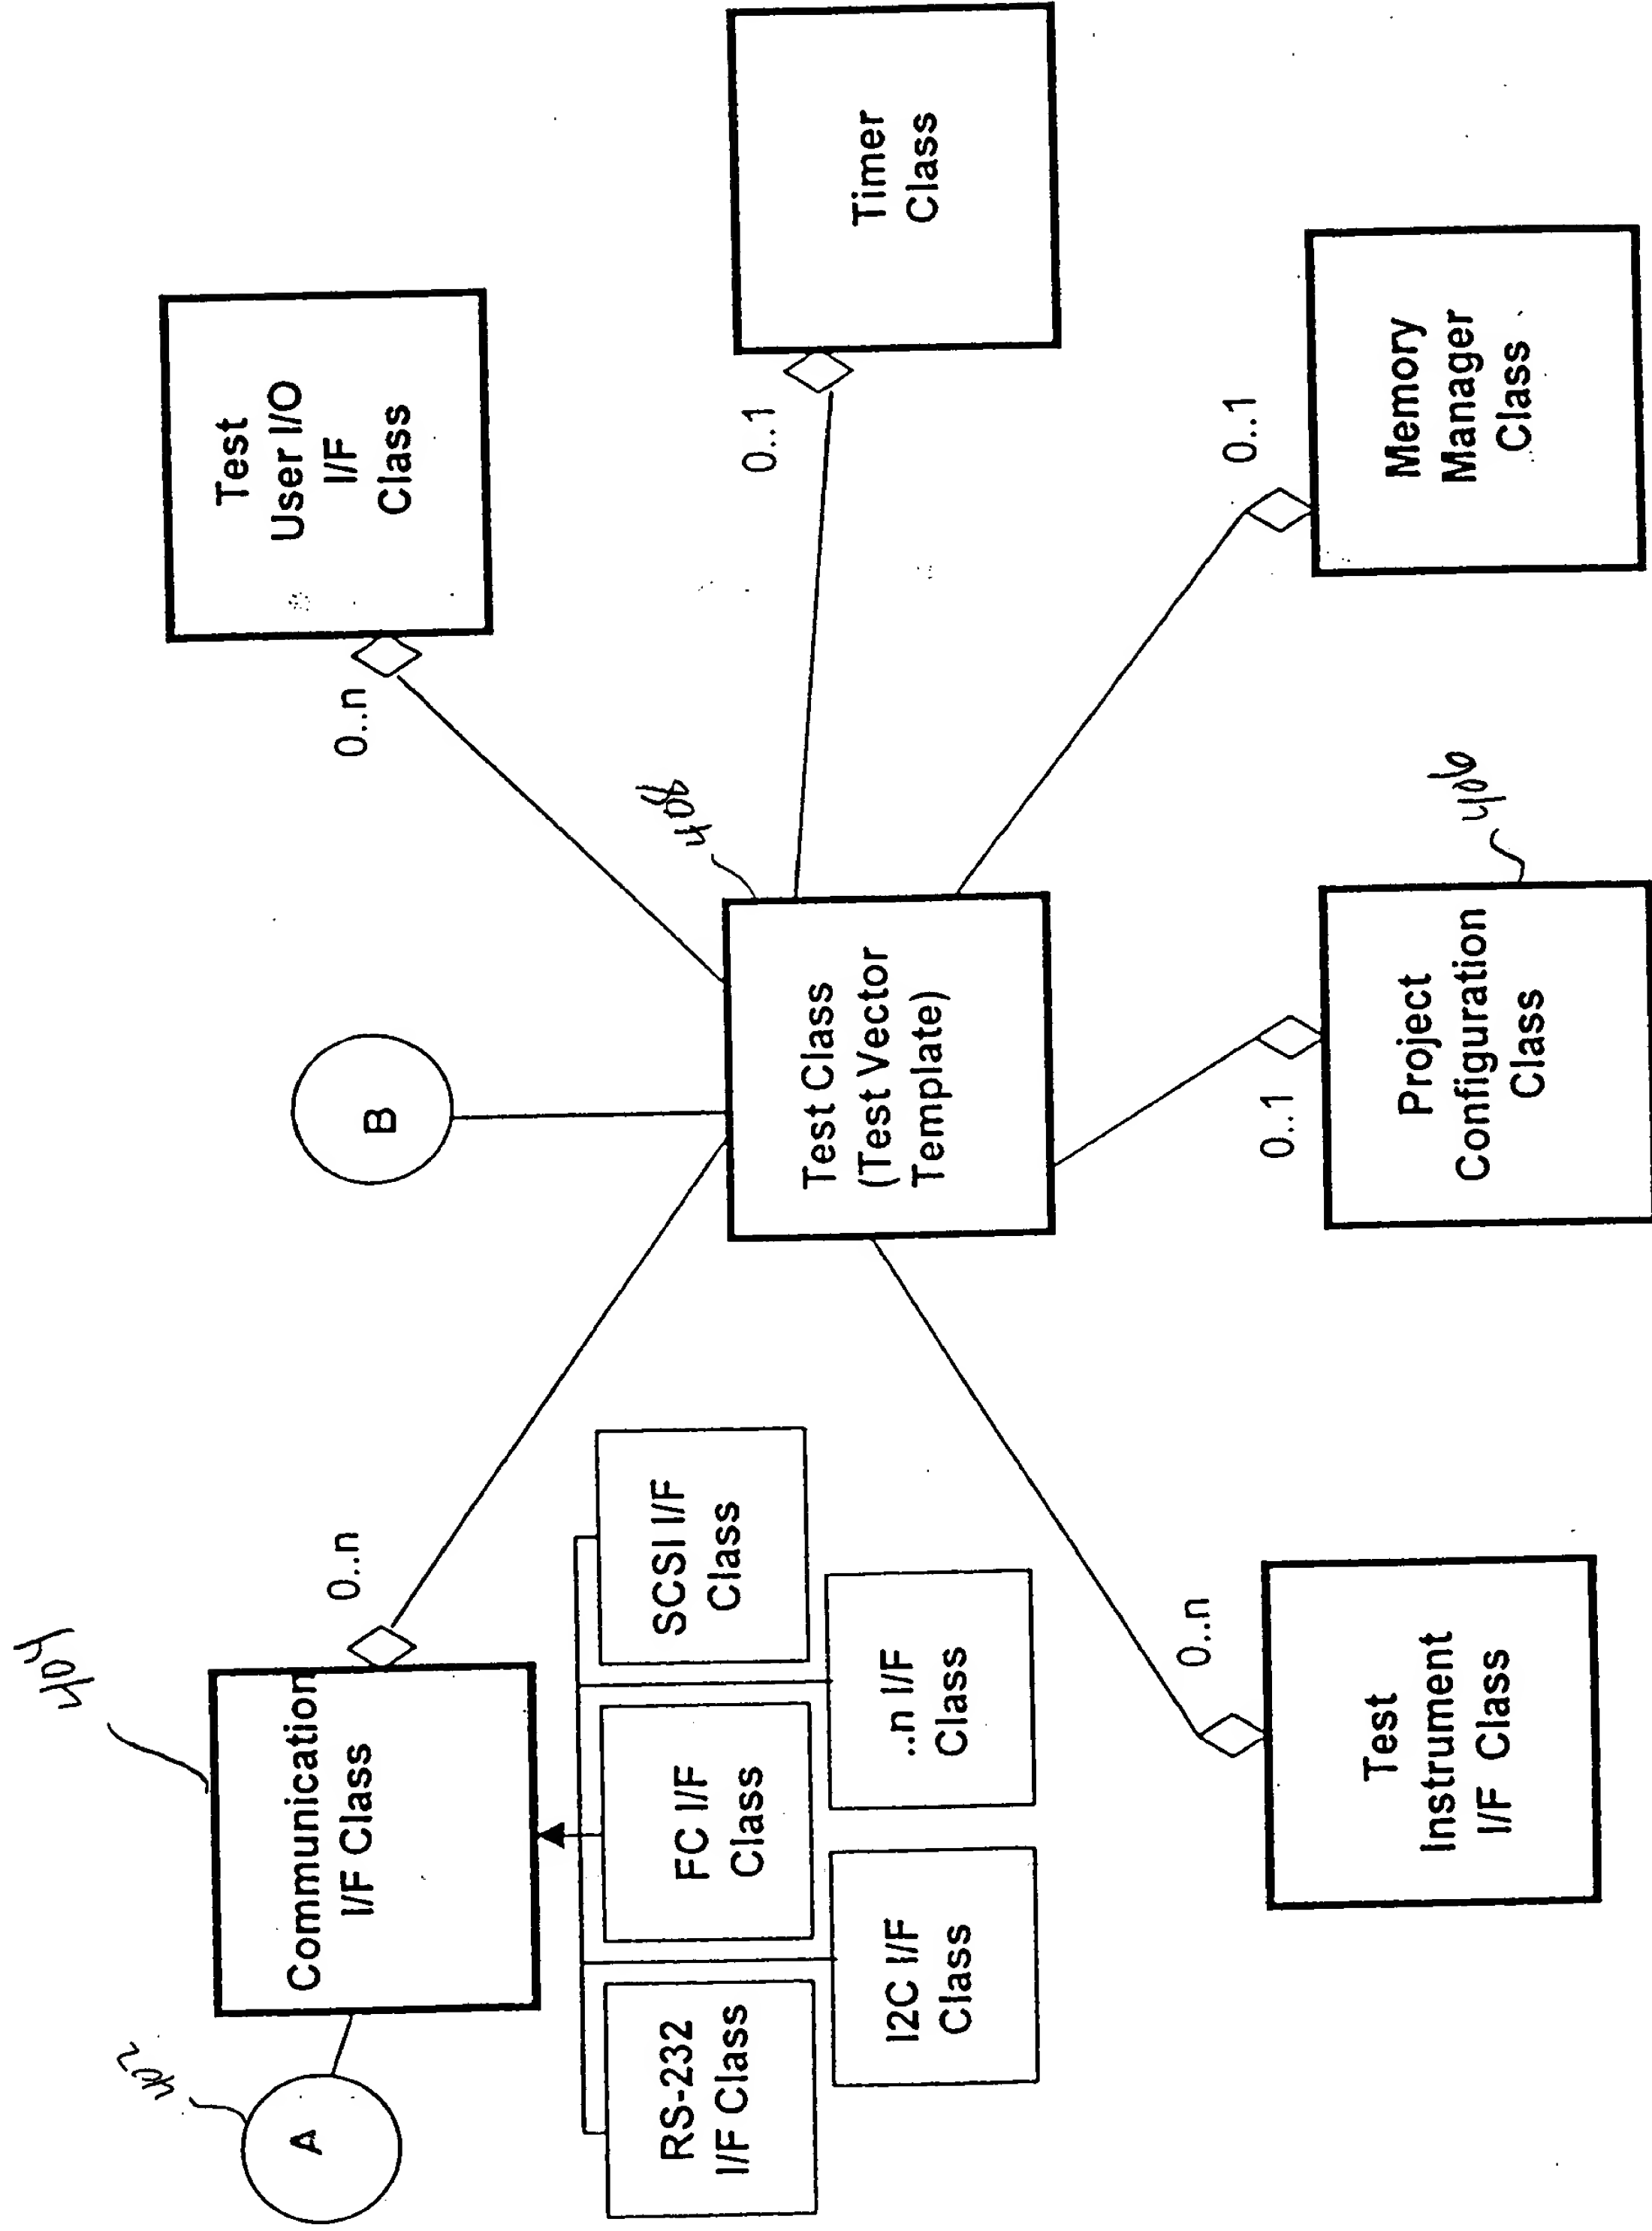 402
A
404
Communication
I/F Class
0..n
B
0..n
Test
User I/O
I/F
Class
RS-232
I/F Class
FC I/F
Class
SCSI I/F
Class
I2C I/F
Class
..n I/F
Class
408
Test Class
(Test Vector
Template)
0..1
Timer
Class
0..n
Test
Instrument
I/F Class
0..1
Project
Configuration
Class
406
0..1
Memory
Manager
Class